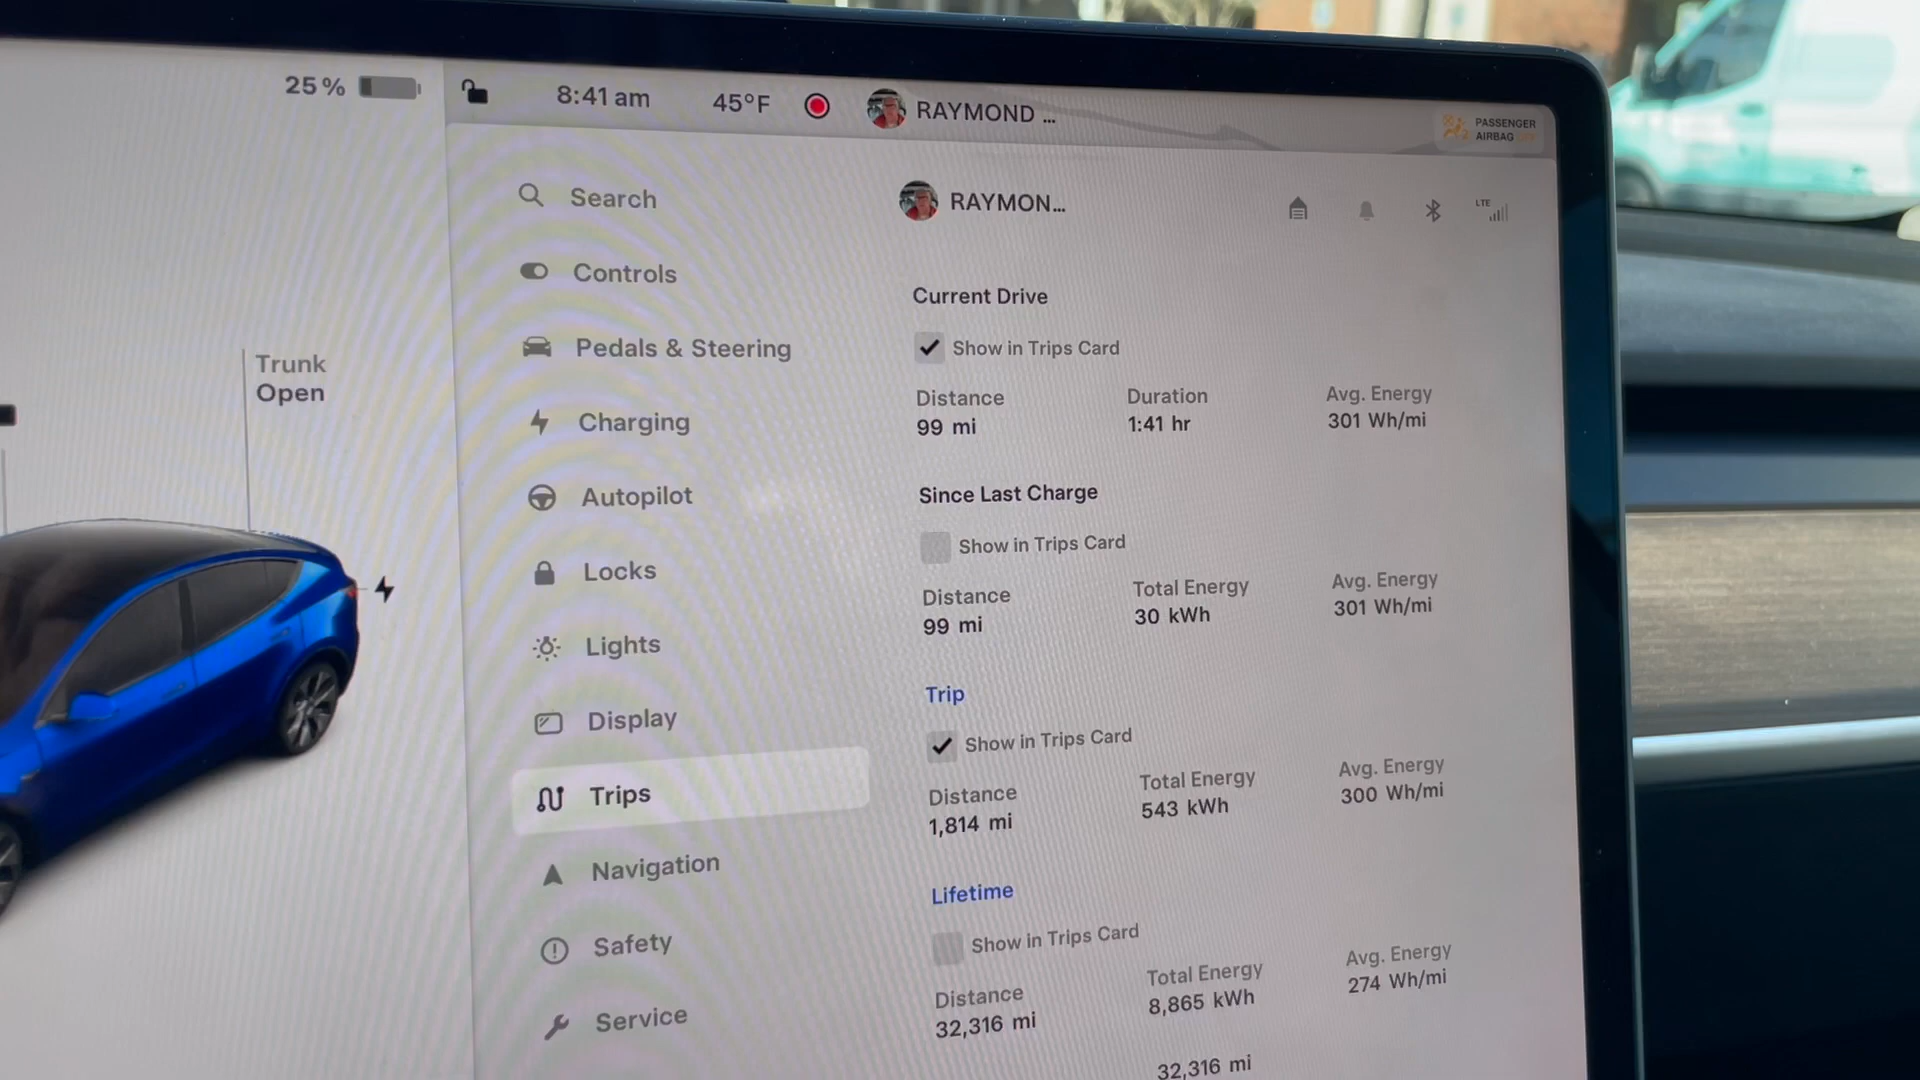 25 %
8:41 am
45°F
RAYMOND ...
PASSENGER
AIRBAG
Trunk
Open
Search
Controls
Pedals & Steering
Charging
Autopilot
Locks
Lights
Display
Trips
Navigation
Safety
Service
RAYMON...
LTE
Current Drive
Show in Trips Card
Distance
99 mi
Duration
1:41 hr
Avg. Energy
301 Wh/mi
Since Last Charge
Show in Trips Card
Distance
99 mi
Total Energy
30 kWh
Avg. Energy
301 Wh/mi
Trip
Show in Trips Card
Distance
1,814 mi
Total Energy
543 kWh
Avg. Energy
300 Wh/mi
Lifetime
Show in Trips Card
Distance
32,316 mi
Total Energy
8,865 kWh
Avg. Energy
274 Wh/mi
32,316 mi